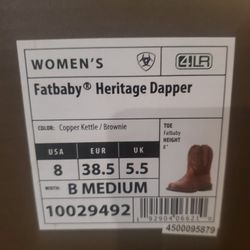 WOMEN'S
ARIAT
4LR
Fatbaby® Heritage Dapper
COLOR: Copper Kettle / Brownie
USA EUR UK
8 38.5 5.5
WIDTH: B MEDIUM
TOE
Fatbaby
HEIGHT
8"
10029492
4500095879